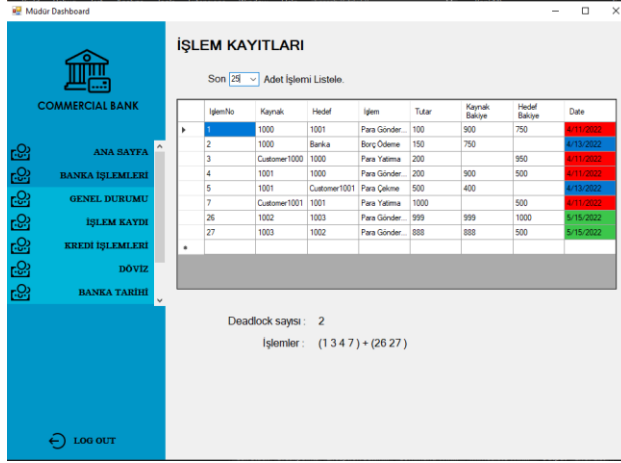 Müdür Dashboard
COMMERCIAL BANK
ANA SAYFA
BANKA İŞLEMLERİ
GENEL DURUMU
İŞLEM KAYDI
KREDİ İŞLEMLERİ
DÖVİZ
BANKA TARİHİ
LOG OUT
İŞLEM KAYITLARI
Son 25 Adet İşlemi Listele.
IşlemNo Kaynak Hedef Işlem Tutar Kaynak Bakiye Hedef Bakiye Date
1 1000 1001 Para Gönder... 100 900 750 4/11/2022
2 1000 Banka Borç Ödeme 150 750 4/13/2022
3 Customer1000 1000 Para Yatirma 200 950 4/11/2022
4 1001 1000 Para Gönder... 200 900 500 4/11/2022
5 1001 Customer1001 Para Çekme 500 400 4/13/2022
7 Customer1001 1001 Para Yatirma 1000 500 4/11/2022
26 1002 1003 Para Gönder... 999 999 1000 5/15/2022
27 1003 1002 Para Gönder... 888 888 500 5/15/2022
Deadlock sayısı : 2
İşlemler : (1 3 4 7 ) + (26 27 )